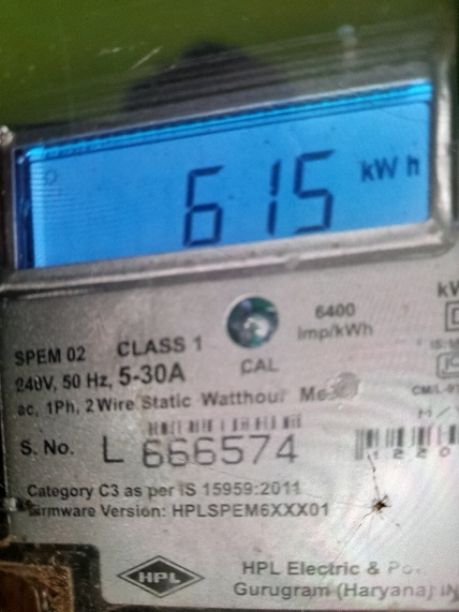 615 kWh
6400
imp/kWh
SPEM 02 CLASS 1
CAL
240V, 50 Hz, 5-30A
ac, 1Ph, 2 Wire Static Watthour
S. No. L 666574
1220
Category C3 as per IS 15959:2011
Firmware Version: HPLSPEM6XXX01
HPL
HPL Electric &
Gurugram (Haryana)